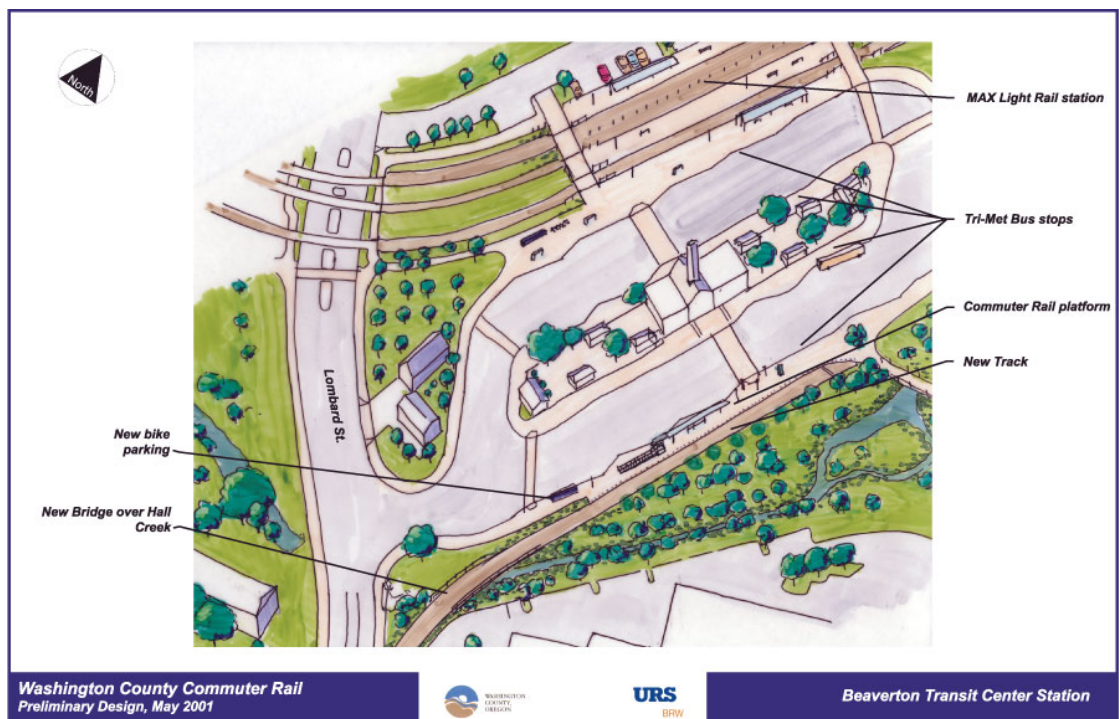 North
MAX Light Rail station
Tri-Met Bus stops
Commuter Rail platform
New Track
Lombard St.
New bike
parking
New Bridge over Hall
Creek
Washington County Commuter Rail
Preliminary Design, May 2001
WASHINGTON
COUNTY,
OREGON
URS
BRW
Beaverton Transit Center Station